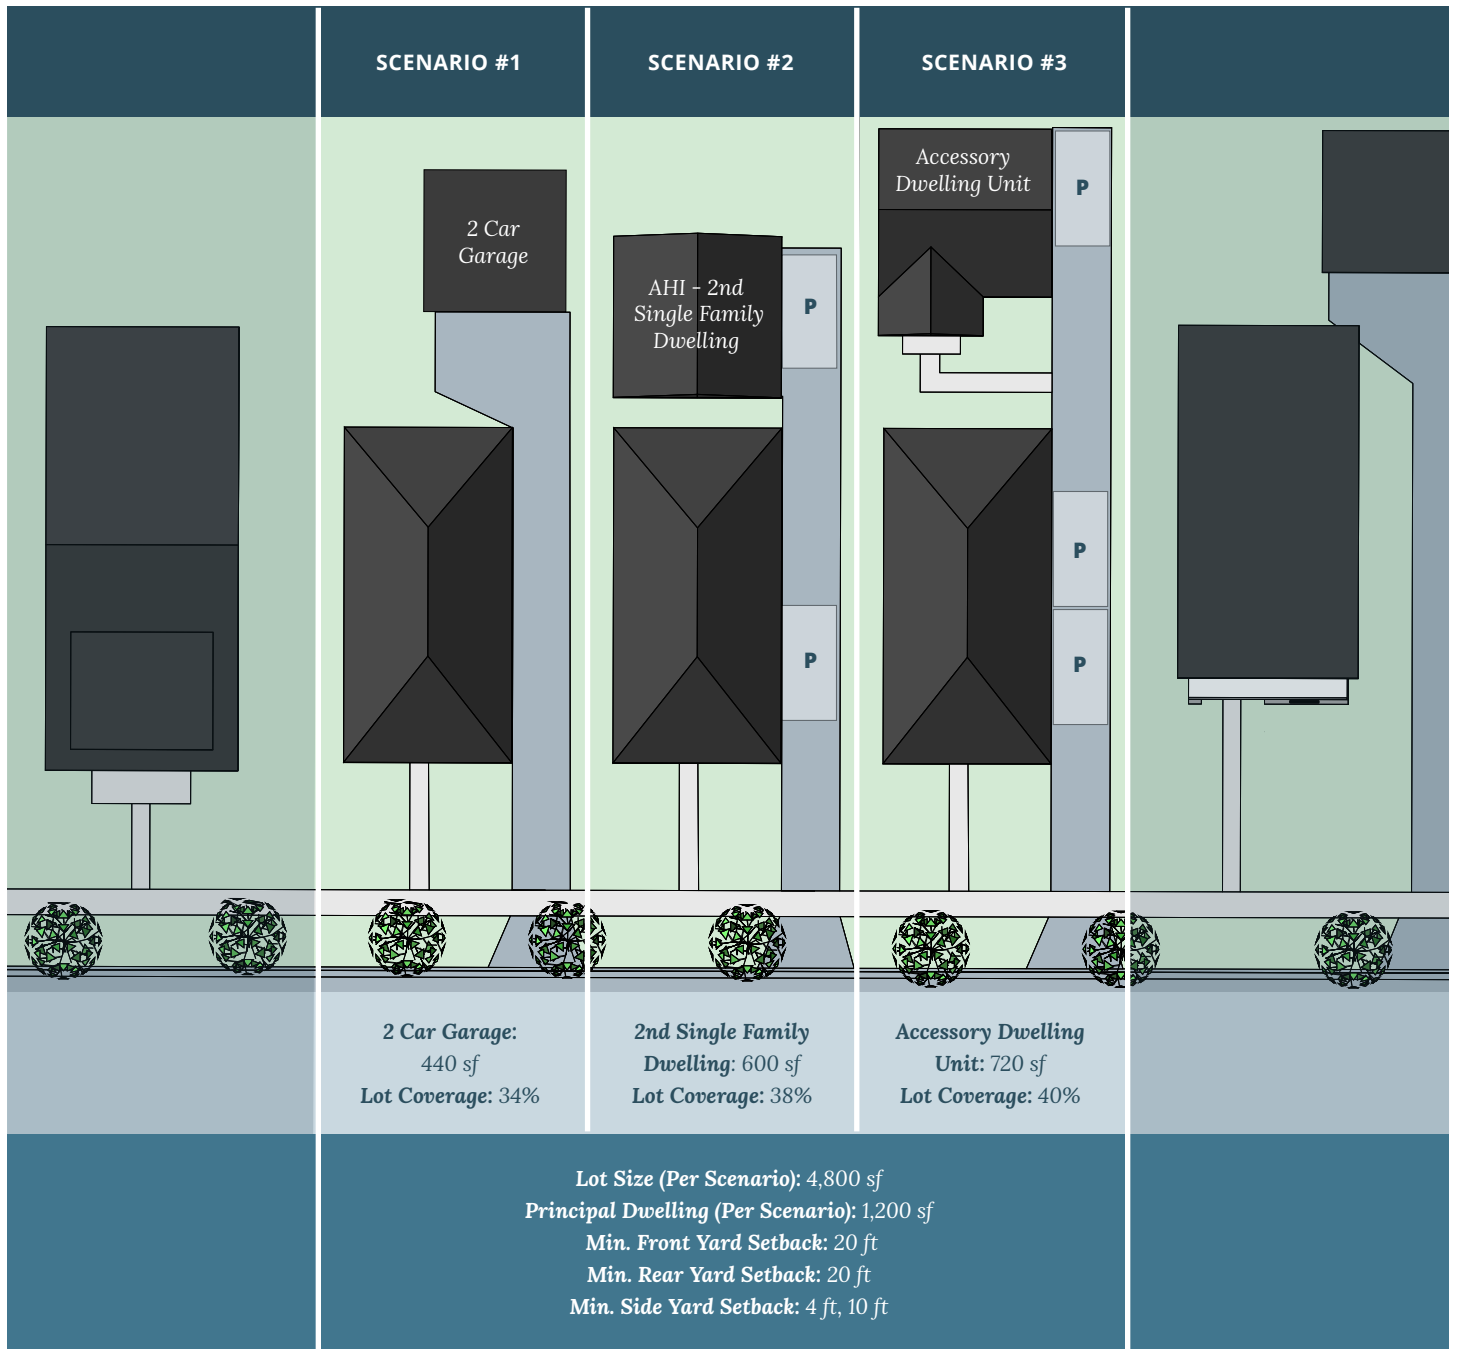 SCENARIO #1
SCENARIO #2
SCENARIO #3
2 Car
Garage
AHI - 2nd
Single Family
Dwelling
P
P
Accessory
Dwelling Unit
P
P
P
2 Car Garage:
440 sf
Lot Coverage: 34%
2nd Single Family
Dwelling: 600 sf
Lot Coverage: 38%
Accessory Dwelling
Unit: 720 sf
Lot Coverage: 40%
Lot Size (Per Scenario): 4,800 sf
Principal Dwelling (Per Scenario): 1,200 sf
Min. Front Yard Setback: 20 ft
Min. Rear Yard Setback: 20 ft
Min. Side Yard Setback: 4 ft, 10 ft